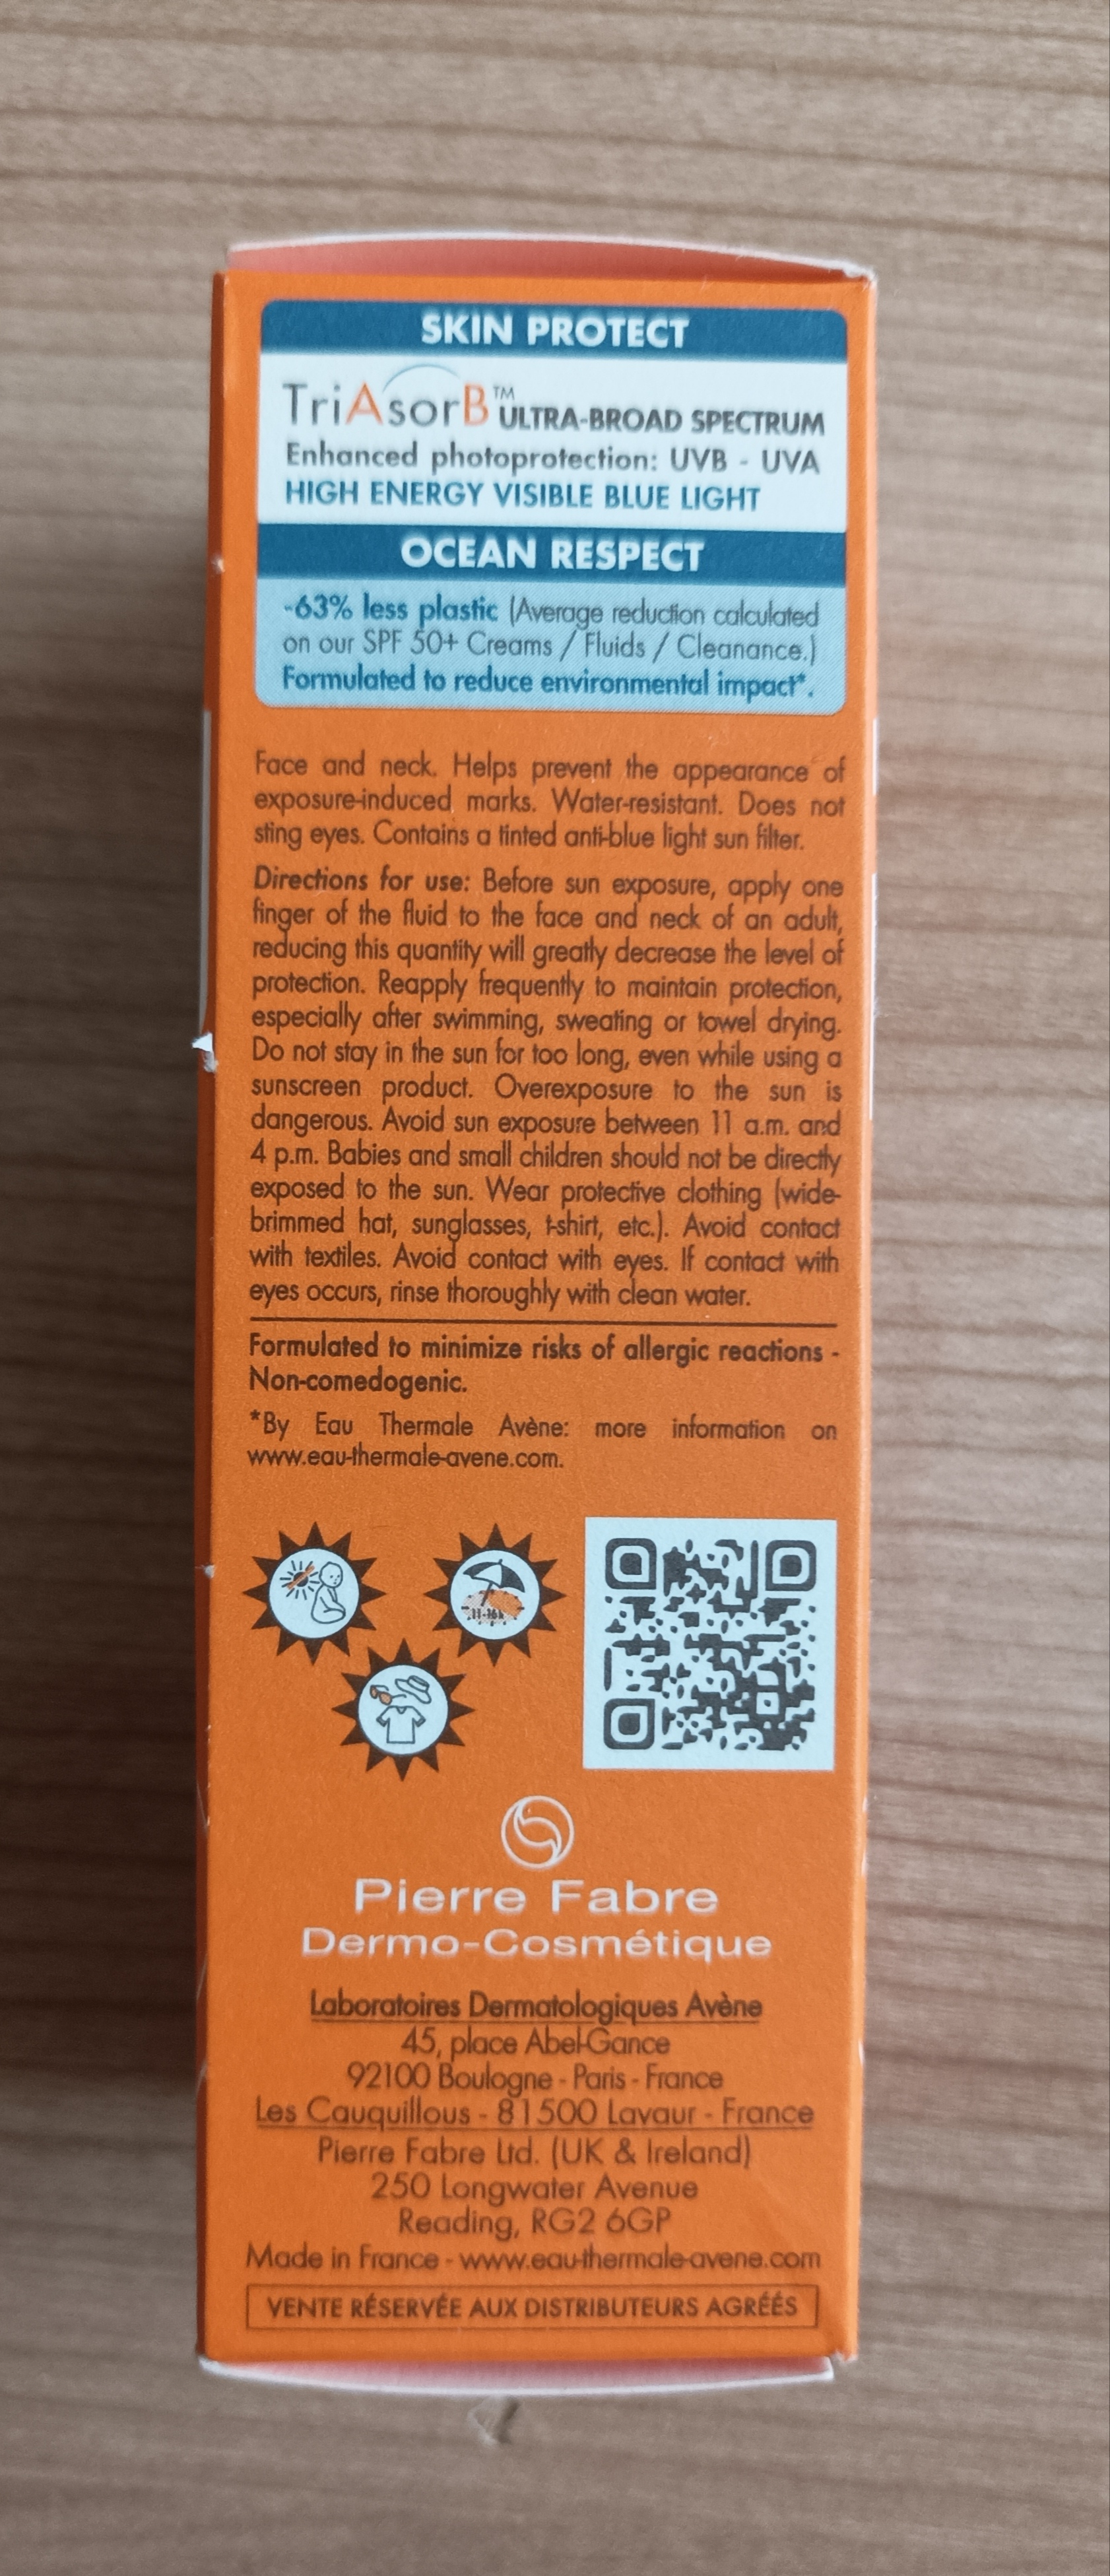 SKIN PROTECT
TriAsorB™ ULTRA-BROAD SPECTRUM
Enhanced photoprotection: UVB - UVA
HIGH ENERGY VISIBLE BLUE LIGHT
OCEAN RESPECT
-63% less plastic (Average reduction calculated
on our SPF 50+ Creams / Fluids / Cleanance.)
Formulated to reduce environmental impact*.
Face and neck. Helps prevent the appearance of
exposure-induced marks. Water-resistant. Does not
sting eyes. Contains a tinted anti-blue light sun filter.
Directions for use: Before sun exposure, apply one
finger of the fluid to the face and neck of an adult,
reducing this quantity will greatly decrease the level of
protection. Reapply frequently to maintain protection,
especially after swimming, sweating or towel drying.
Do not stay in the sun for too long, even while using a
sunscreen product. Overexposure to the sun is
dangerous. Avoid sun exposure between 11 a.m. and
4 p.m. Babies and small children should not be directly
exposed to the sun. Wear protective clothing (wide-
brimmed hat, sunglasses, t-shirt, etc.). Avoid contact
with textiles. Avoid contact with eyes. If contact with
eyes occurs, rinse thoroughly with clean water.
Formulated to minimize risks of allergic reactions -
Non-comedogenic.
*By Eau Thermale Avène: more information on
www.eau-thermale-avene.com.
11-16h
Pierre Fabre
Dermo-Cosmétique
Laboratoires Dermatologiques Avène
45, place Abel-Gance
92100 Boulogne - Paris - France
Les Cauquillous - 81500 Lavaur - France
Pierre Fabre Ltd. (UK & Ireland)
250 Longwater Avenue
Reading, RG2 6GP
Made in France - www.eau-thermale-avene.com
VENTE RÉSERVÉE AUX DISTRIBUTEURS AGRÉÉS